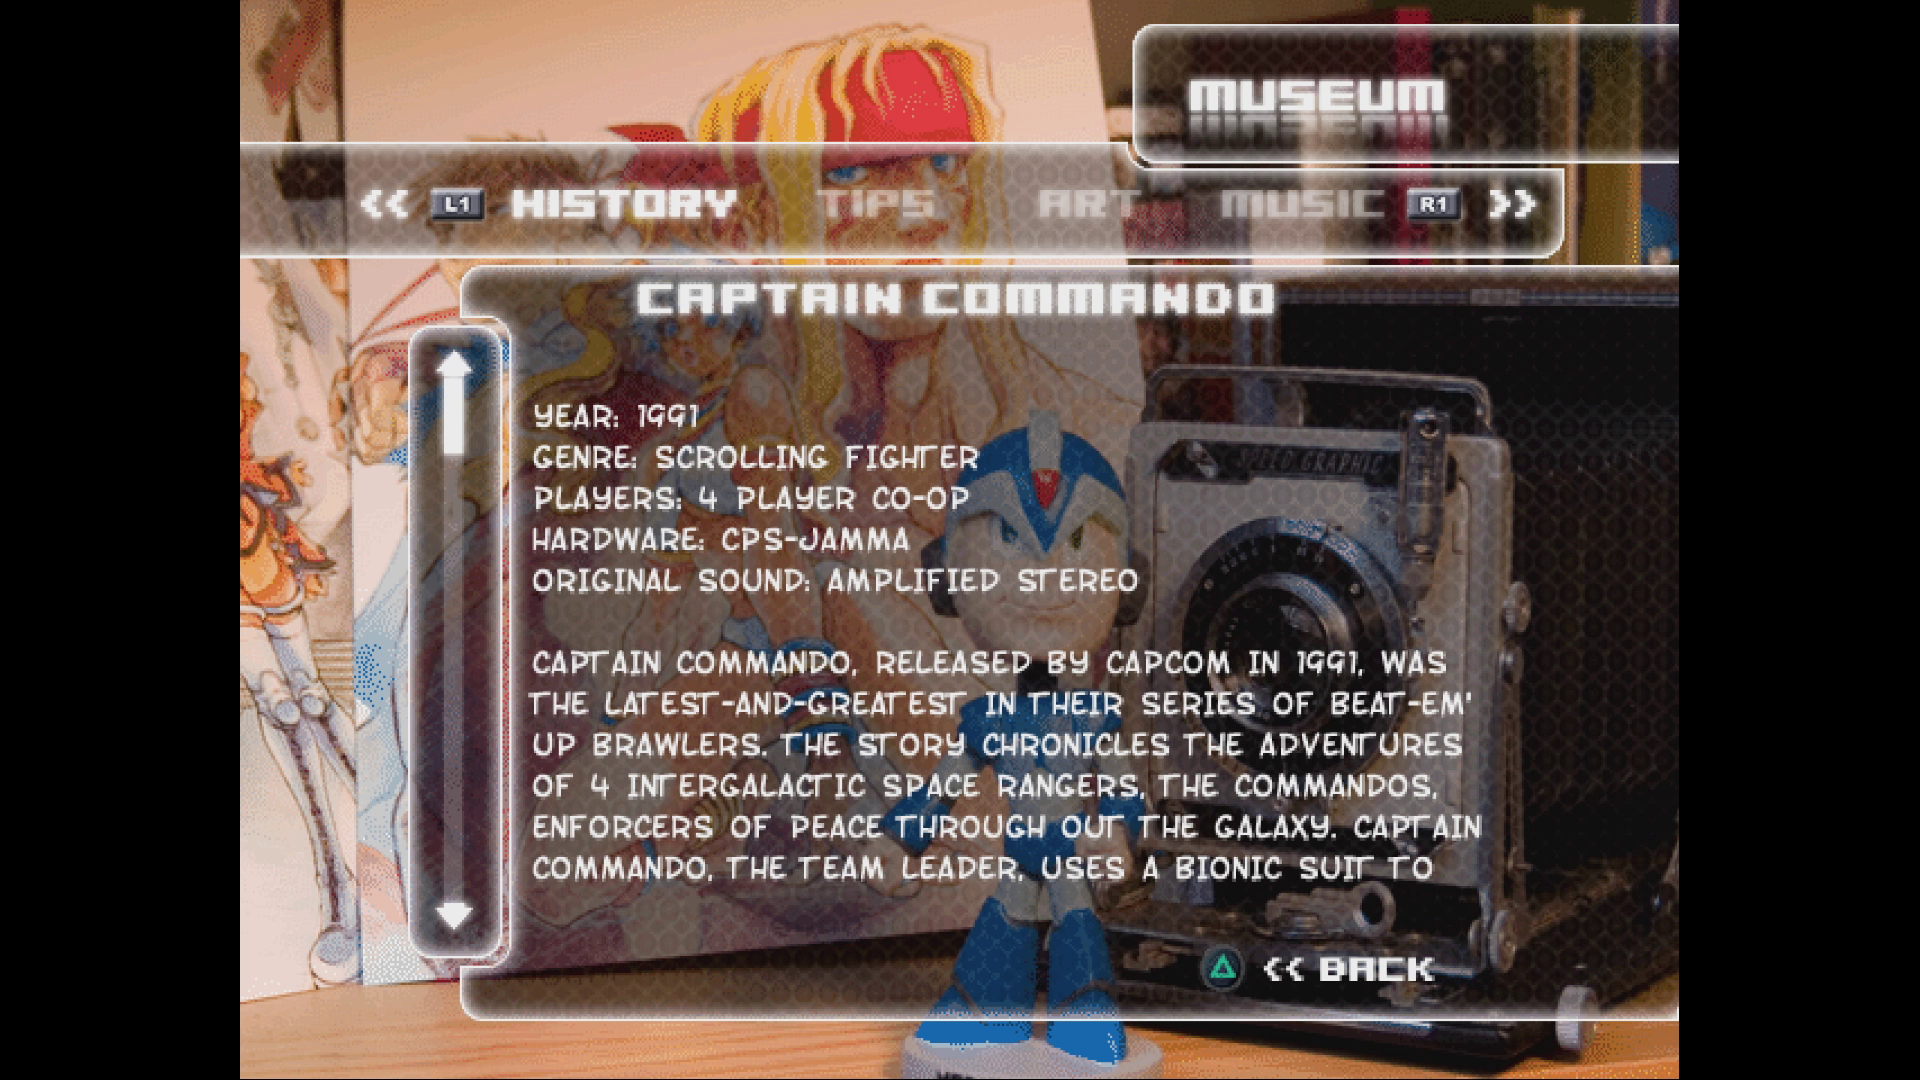 MUSEUM
<< L1 HISTORY TIPS ART MUSIC R1 >>
CAPTAIN COMMANDO
YEAR: 1991
GENRE: SCROLLING FIGHTER
PLAYERS: 4 PLAYER CO-OP
HARDWARE: CPS-JAMMA
ORIGINAL SOUND: AMPLIFIED STEREO
CAPTAIN COMMANDO, RELEASED BY CAPCOM IN 1991, WAS
THE LATEST-AND-GREATEST IN THEIR SERIES OF BEAT-EM'
UP BRAWLERS. THE STORY CHRONICLES THE ADVENTURES
OF 4 INTERGALACTIC SPACE RANGERS, THE COMMANDOS,
ENFORCERS OF PEACE THROUGH OUT THE GALAXY. CAPTAIN
COMMANDO, THE TEAM LEADER, USES A BIONIC SUIT TO
<< BACK
SPEED GRAPHIC